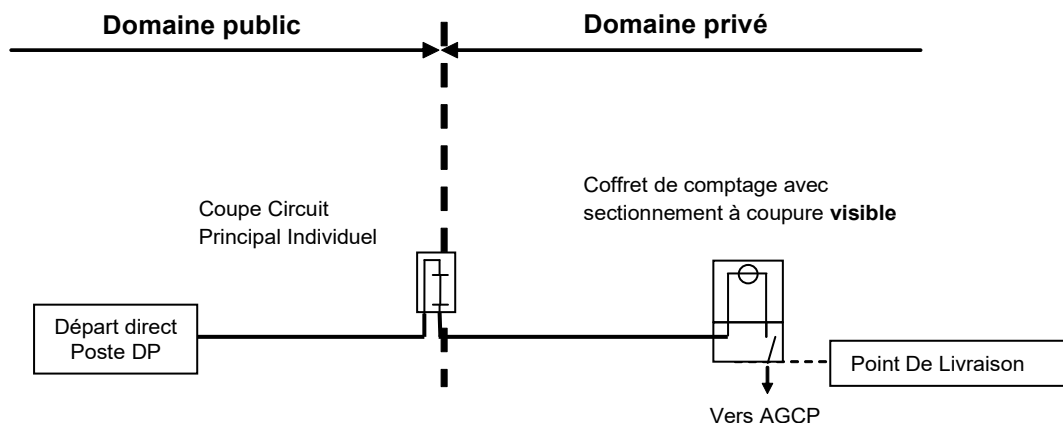 Domaine public
Domaine privé
Coupe Circuit
Principal Individuel
Coffret de comptage avec
sectionnement à coupure visible
Départ direct
Poste DP
Point De Livraison
Vers AGCP